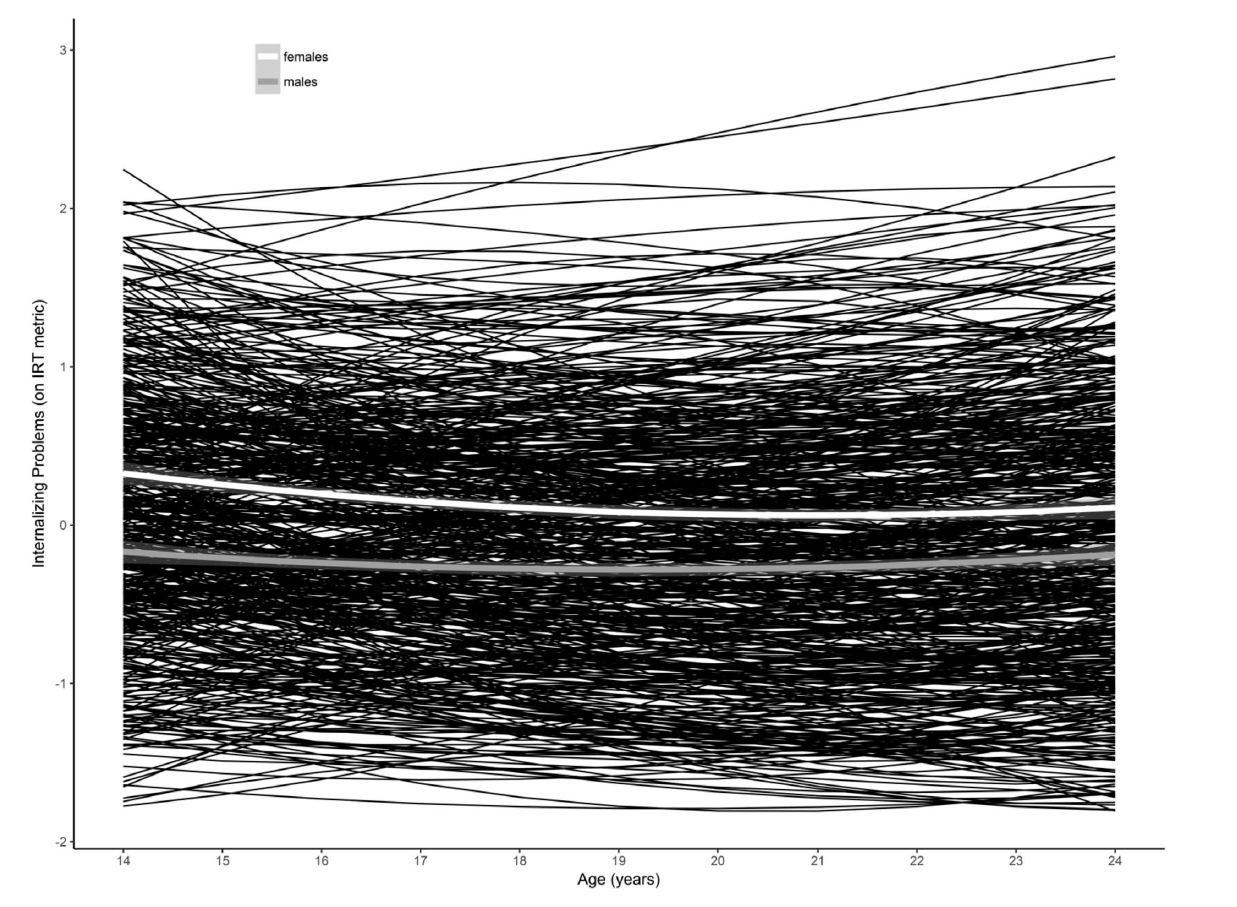 3
females
males
2
1
0
-1
-2
Internalizing Problems (on IRT metric)
14 15 16 17 18 19 20 21 22 23 24
Age (years)